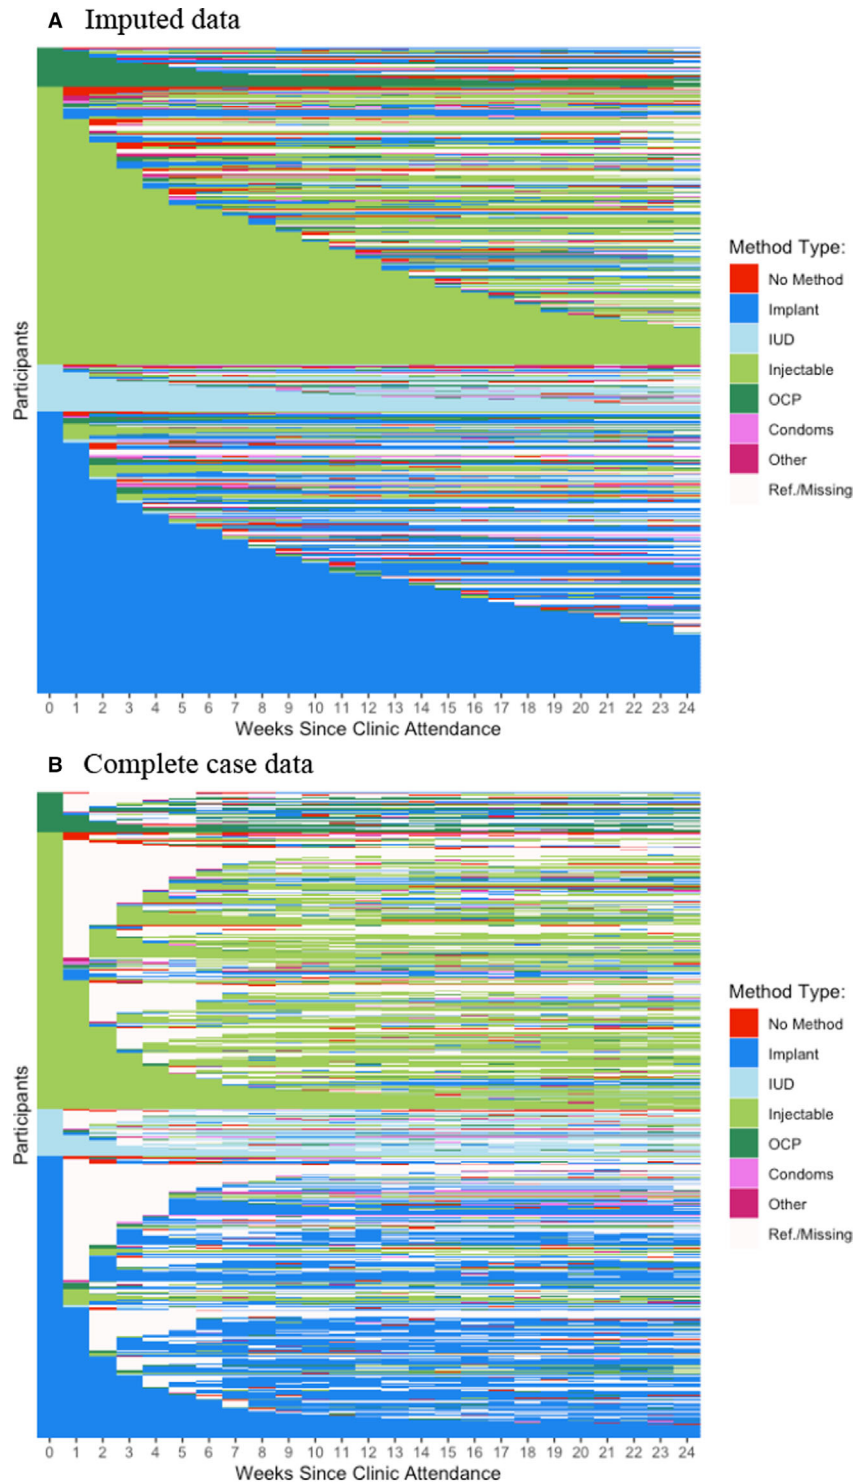 A Imputed data
Participants
Method Type:
No Method
Implant
IUD
Injectable
OCP
Condoms
Other
Ref./Missing
0 1 2 3 4 5 6 7 8 9 10 11 12 13 14 15 16 17 18 19 20 21 22 23 24
Weeks Since Clinic Attendance
B Complete case data
Participants
Method Type:
No Method
Implant
IUD
Injectable
OCP
Condoms
Other
Ref./Missing
0 1 2 3 4 5 6 7 8 9 10 11 12 13 14 15 16 17 18 19 20 21 22 23 24
Weeks Since Clinic Attendance